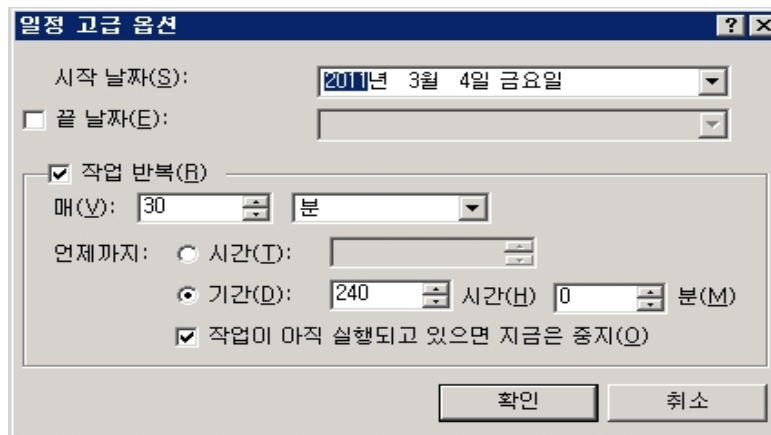 일정 고급 옵션
시작 날짜(S): 2011년 3월 4일 금요일
끝 날짜(E):
작업 반복(R)
매(V): 30 분
언제까지: 시간(T):
기간(D): 240 시간(H) 0 분(M)
작업이 아직 실행되고 있으면 지금은 중지(O)
확인 취소